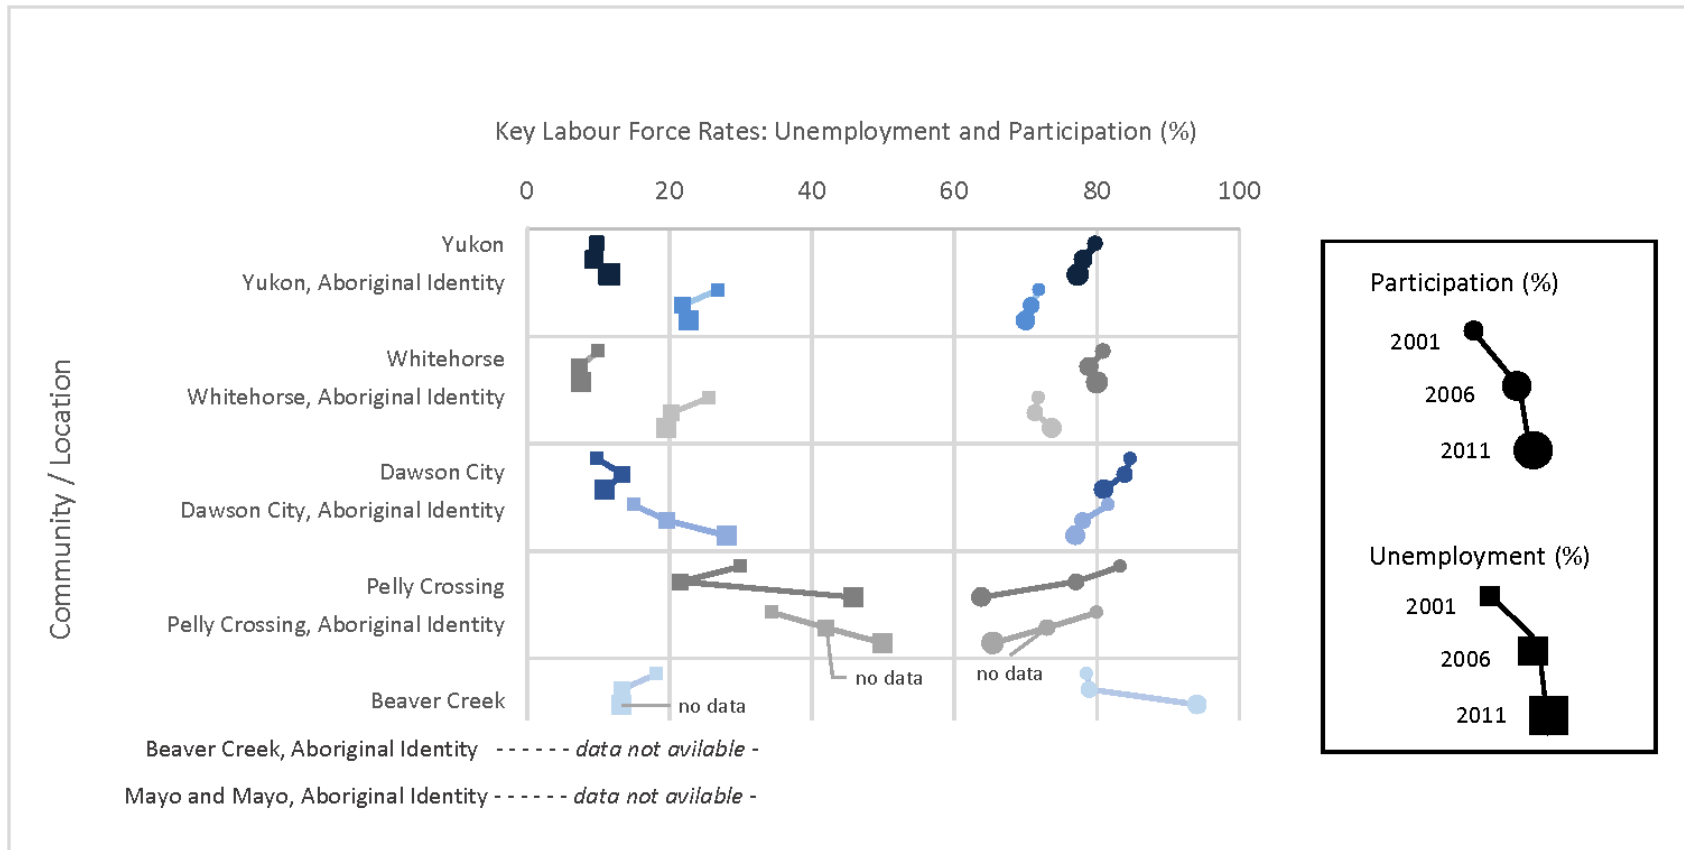 Key Labour Force Rates: Unemployment and Participation (%)
0 20 40 60 80 100
Community / Location
Yukon
Yukon, Aboriginal Identity
Whitehorse
Whitehorse, Aboriginal Identity
Dawson City
Dawson City, Aboriginal Identity
Pelly Crossing
Pelly Crossing, Aboriginal Identity
no data
no data
Beaver Creek
no data
Beaver Creek, Aboriginal Identity - - - - - - data not avilable -
Mayo and Mayo, Aboriginal Identity - - - - - - data not avilable -
Participation (%)
2001
2006
2011
Unemployment (%)
2001
2006
2011